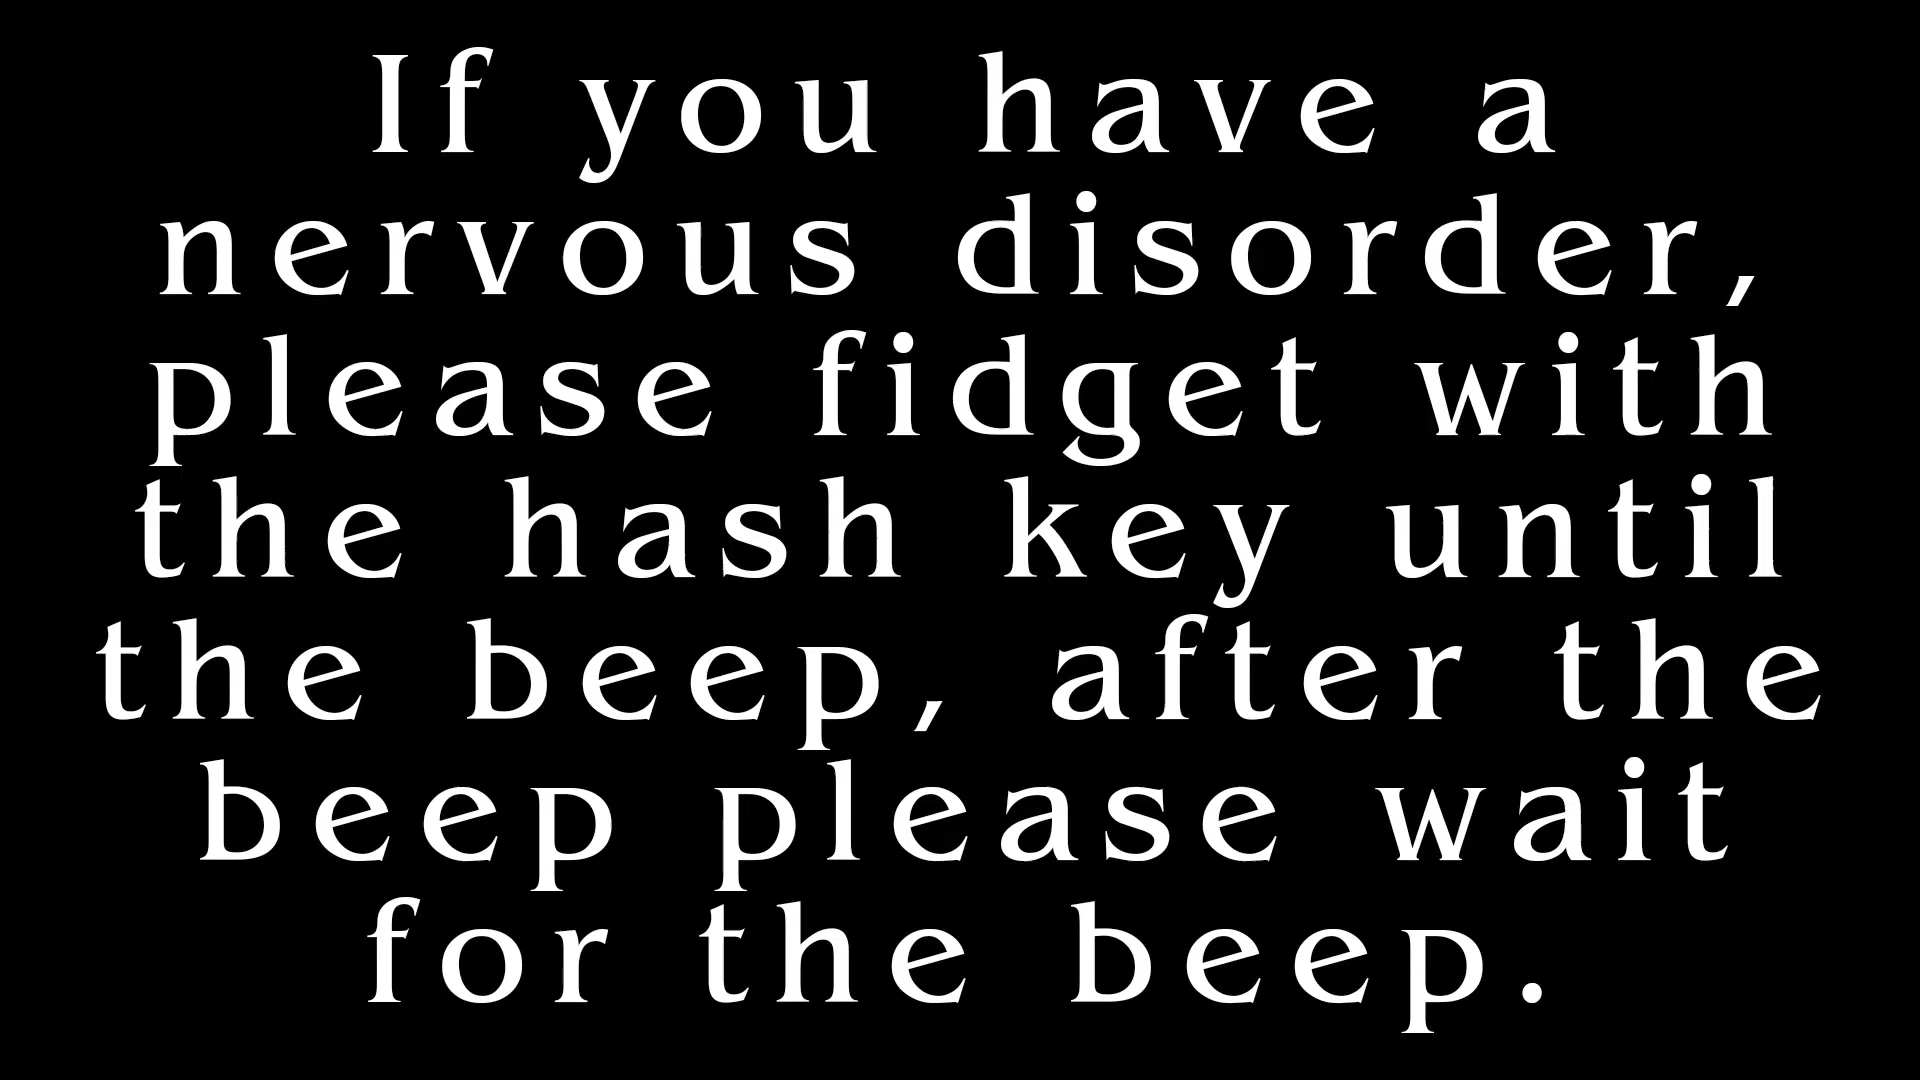 If you have a
nervous disorder,
please fidget with
the hash key until
the beep, after the
beep please wait
for the beep.